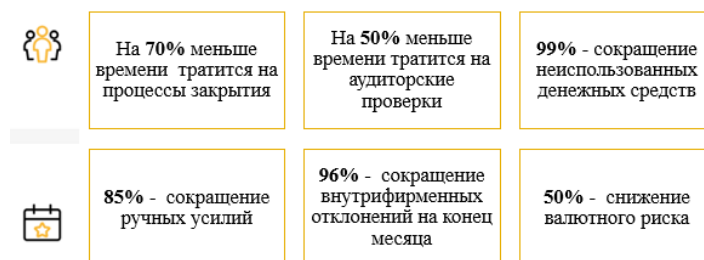 На 70% меньше
времени тратится на
процессы закрытия
На 50% меньше
времени тратится на
аудиторские
проверки
99% - сокращение
неиспользованных
денежных средств
85% - сокращение
ручных усилий
96% - сокращение
внутрифирменных
отклонений на конец
месяца
50% - снижение
валютного риска